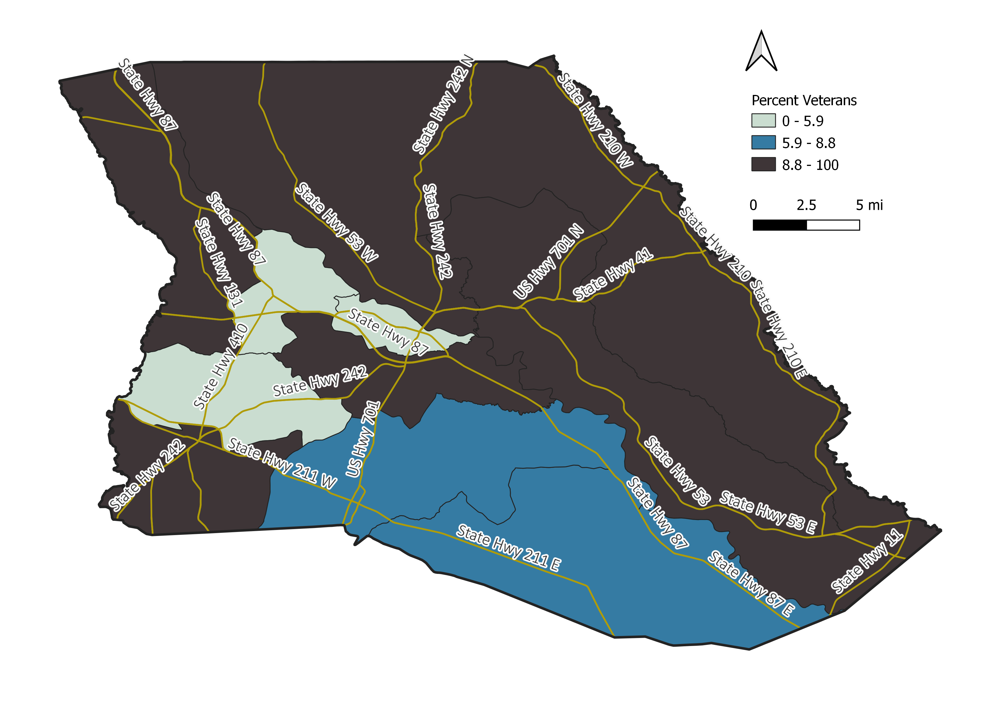 State Hwy 87
State Hwy 242 N
State Hwy 210 W
Percent Veterans
0 - 5.9
5.9 - 8.8
8.8 - 100
0 2.5 5 mi
State Hwy 53 W
State Hwy 242
State Hwy 87
State Hwy 131
US Hwy 701 N
State Hwy 41
State Hwy 210
State Hwy 210 E
State Hwy 87
State Hwy 410
State Hwy 242
US Hwy 701
State Hwy 242
State Hwy 211 W
State Hwy 53
State Hwy 53 E
State Hwy 87
State Hwy 211 E
State Hwy 11
State Hwy 87 E